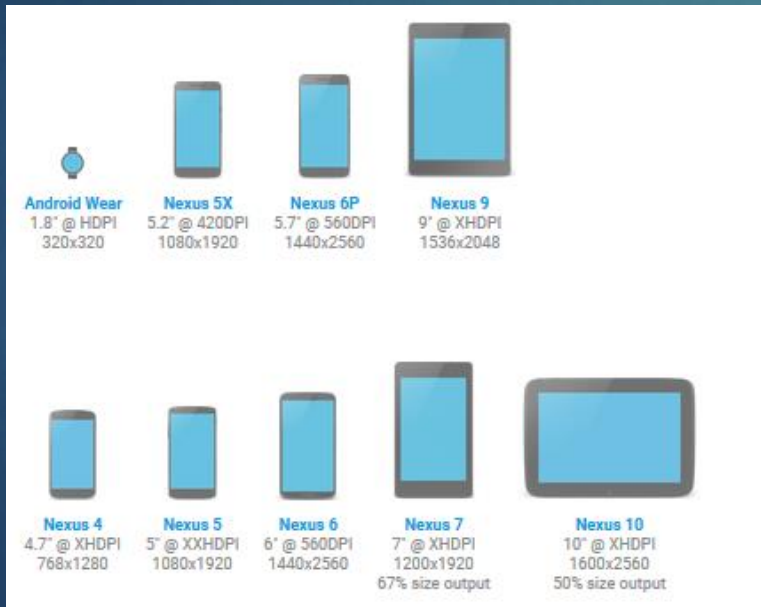 Android Wear
1.8" @ HDPI
320x320
Nexus 5X
5.2" @ 420DPI
1080x1920
Nexus 6P
5.7" @ 560DPI
1440x2560
Nexus 9
9" @ XHDPI
1536x2048
Nexus 4
4.7" @ XHDPI
768x1280
Nexus 5
5" @ XXHDPI
1080x1920
Nexus 6
6" @ 560DPI
1440x2560
Nexus 7
7" @ XHDPI
1200x1920
67% size output
Nexus 10
10" @ XHDPI
1600x2560
50% size output